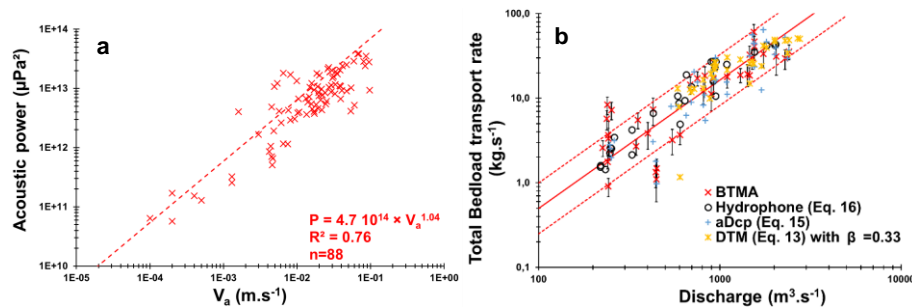 a
Acoustic power (μPa²)
1E+14
1E+13
1E+12
1E+11
1E+10
1E-05 1E-04 1E-03 1E-02 1E-01 1E+00
Va (m.s-1)
P = 4.7 10¹⁴ × Va^1.04
R² = 0.76
n=88
b
Total Bedload transport rate
(kg.s-1)
100,0
10,0
1,0
0,1
100 1000 10000
Discharge (m³.s-1)
BTMA
Hydrophone (Eq. 16)
aDcp (Eq. 15)
DTM (Eq. 13) with β =0.33